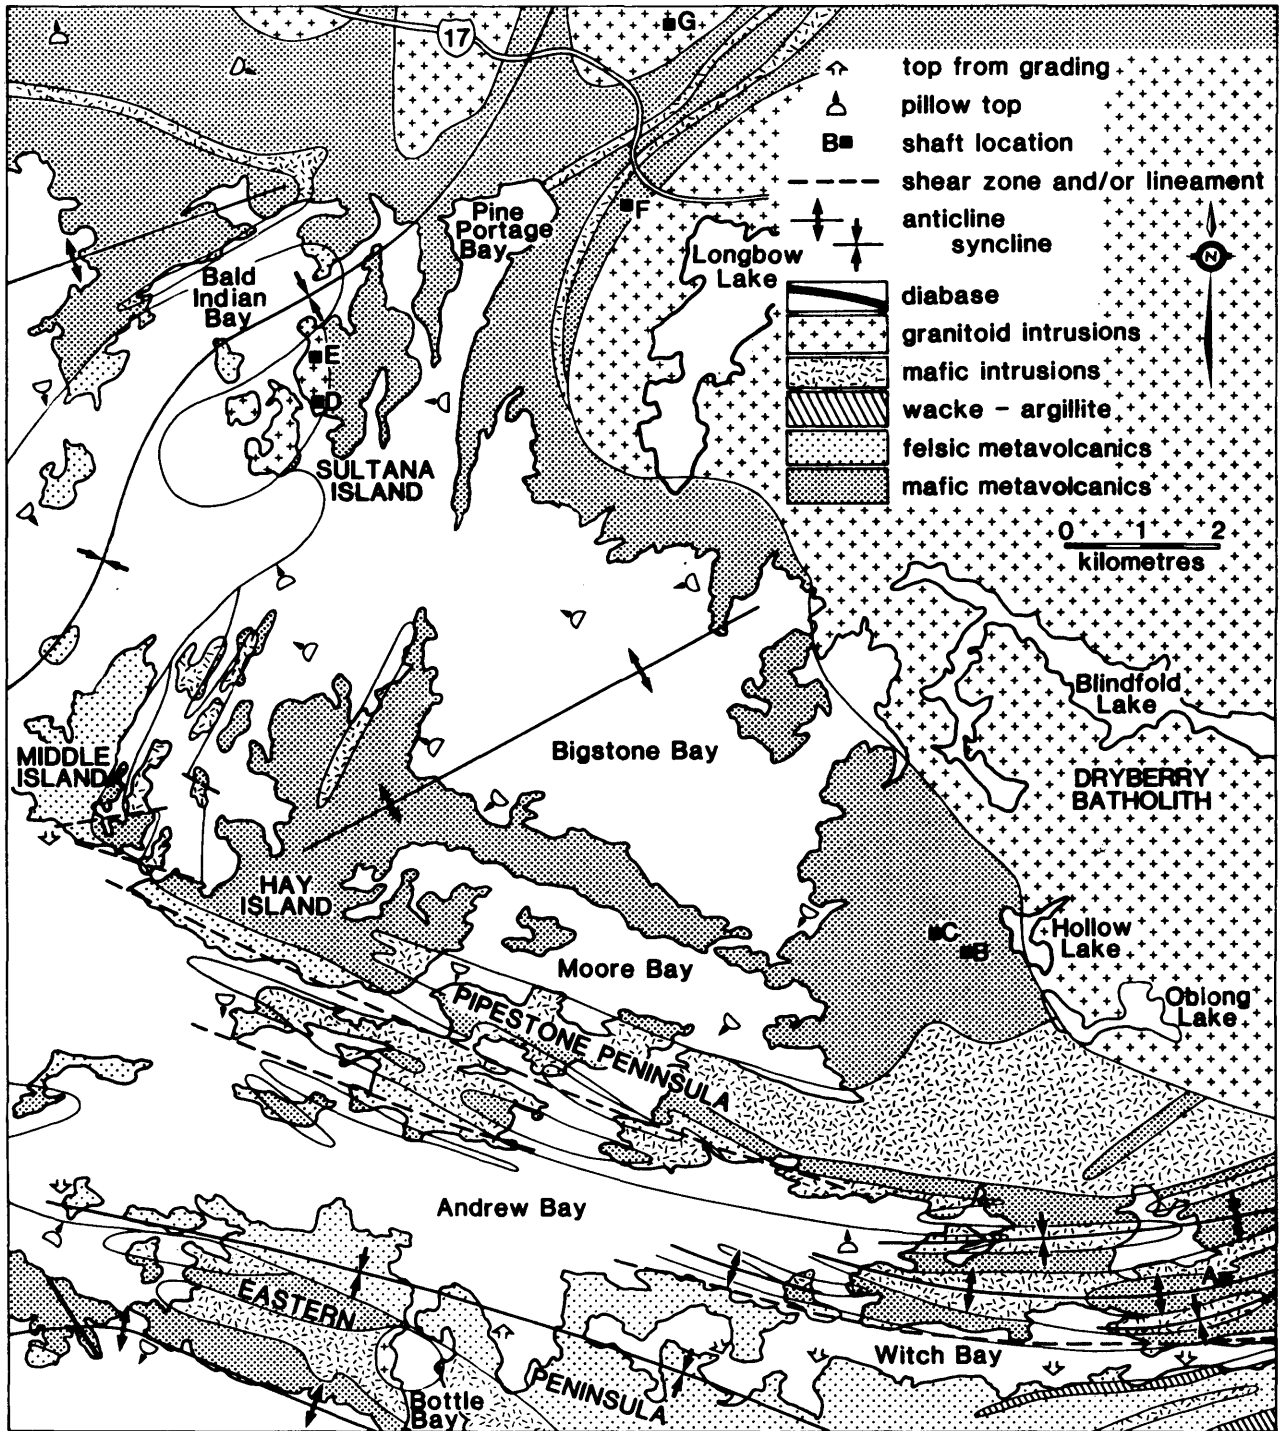 G
17
top from grading
pillow top
B shaft location
shear zone and/or lineament
anticline
syncline
N
diabase
granitoid intrusions
mafic intrusions
wacke - argillite
felsic metavolcanics
mafic metavolcanics
0 1 2
kilometres
F
Pine
Portage
Bay
Longbow
Lake
Bald
Indian
Bay
E
D
SULTANA
ISLAND
Blindfold
Lake
Bigstone Bay
MIDDLE
ISLAND
DRYBERRY
BATHOLITH
HAY
ISLAND
C
B
Hollow
Lake
Moore Bay
Oblong
Lake
PIPESTONE PENINSULA
Andrew Bay
A
EASTERN
PENINSULA
Witch Bay
Bottle
Bay